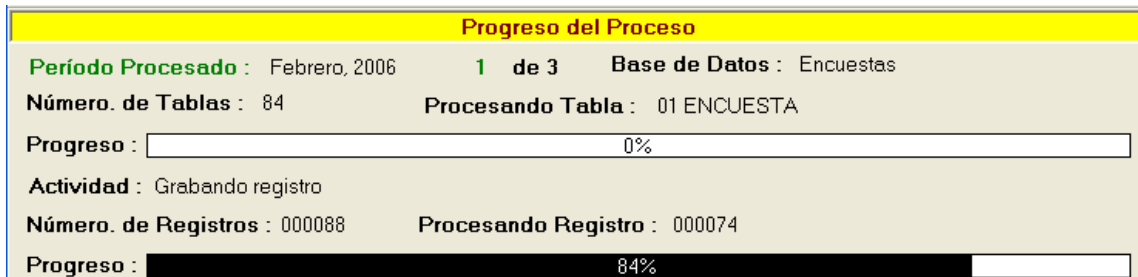 Progreso del Proceso
Período Procesado : Febrero, 2006 1 de 3 Base de Datos : Encuestas
Número. de Tablas : 84 Procesando Tabla : 01 ENCUESTA
Progreso : 0%
Actividad : Grabando registro
Número. de Registros : 000088 Procesando Registro : 000074
Progreso : 84%